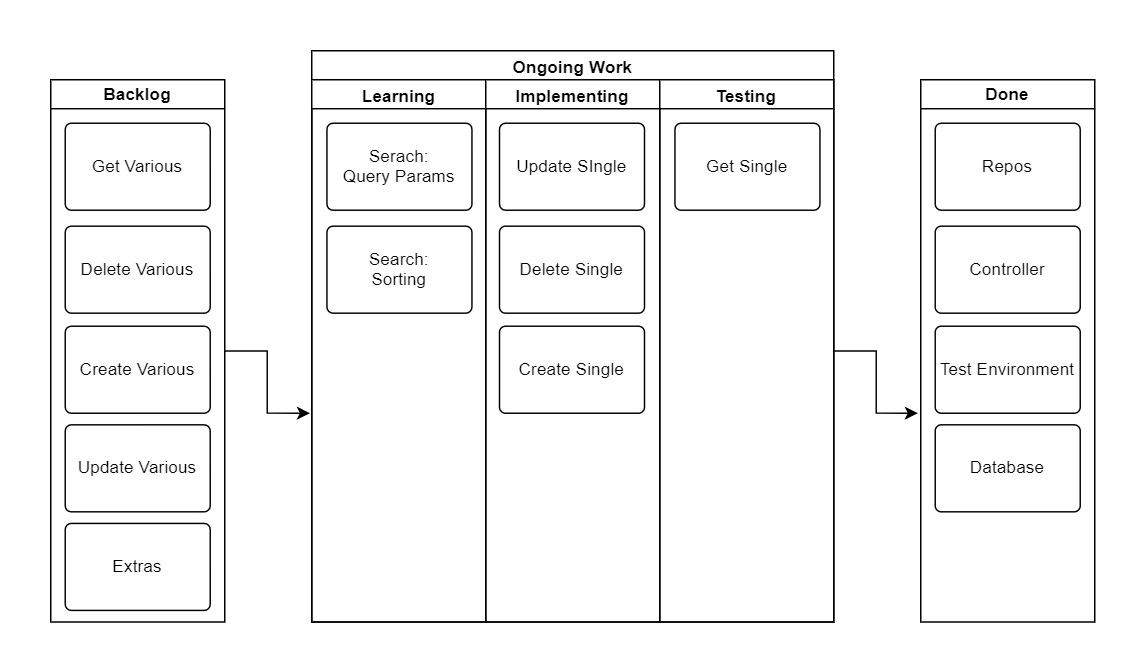 Backlog
Get Various
Delete Various
Create Various
Update Various
Extras
Ongoing Work
Learning
Serach:
Query Params
Search:
Sorting
Implementing
Update SIngle
Delete Single
Create Single
Testing
Get Single
Done
Repos
Controller
Test Environment
Database